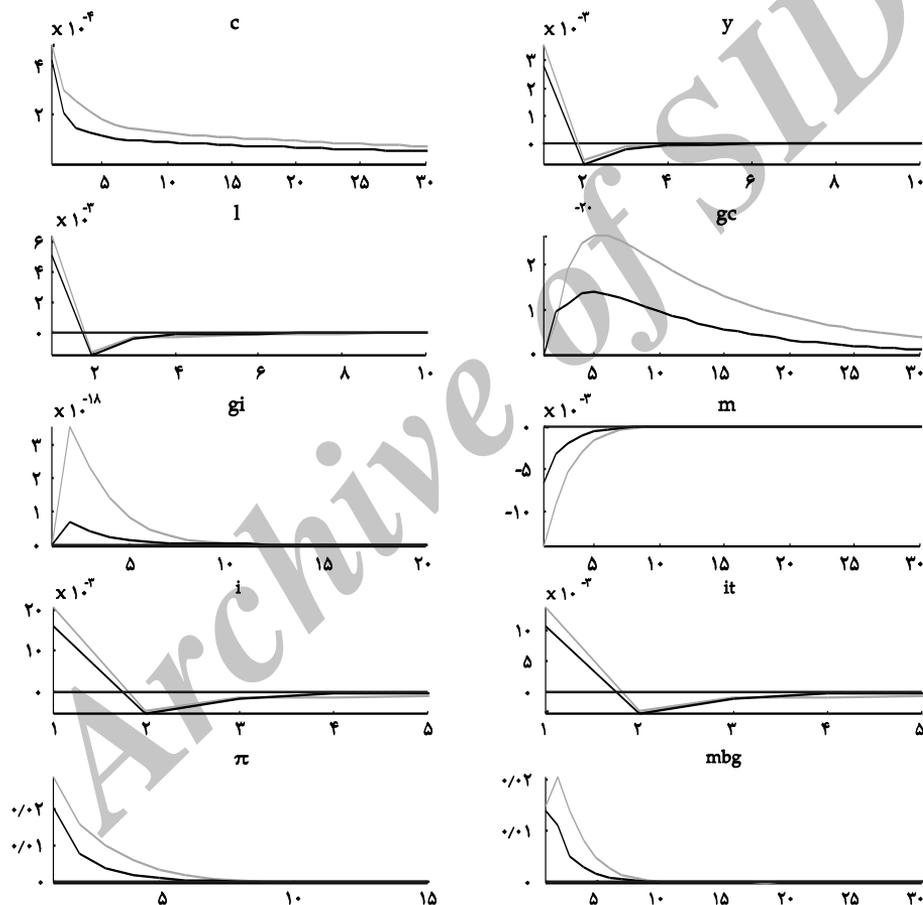 x ۱۰⁻۴
c
۴
۲
۵ ۱۰ ۱۵ ۲۰ ۲۵ ۳۰
x ۱۰⁻۳
y
۳
۲
۱
۰
۲ ۴ ۶ ۸ ۱۰
x ۱۰⁻۳
l
۶
۴
۲
۰
۲ ۴ ۶ ۸ ۱۰
-۲۰
gc
۲
۱
۰
۵ ۱۰ ۱۵ ۲۰ ۲۵ ۳۰
x ۱۰⁻۱۸
gi
۳
۲
۱
۰
۵ ۱۰ ۱۵ ۲۰
x ۱۰⁻۳
m
۰
-۵
-۱۰
۵ ۱۰ ۱۵ ۲۰ ۲۵ ۳۰
x ۱۰⁻۳
i
۲۰
۱۰
۰
۱ ۲ ۳ ۴ ۵
x ۱۰⁻۳
it
۱۰
۵
۰
۱ ۲ ۳ ۴ ۵
π
۰/۰۲
۰/۰۱
۰
۵ ۱۰ ۱۵
mbg
۰/۰۲
۰/۰۱
۰
۵ ۱۰ ۱۵ ۲۰ ۲۵ ۳۰
Archive of SID